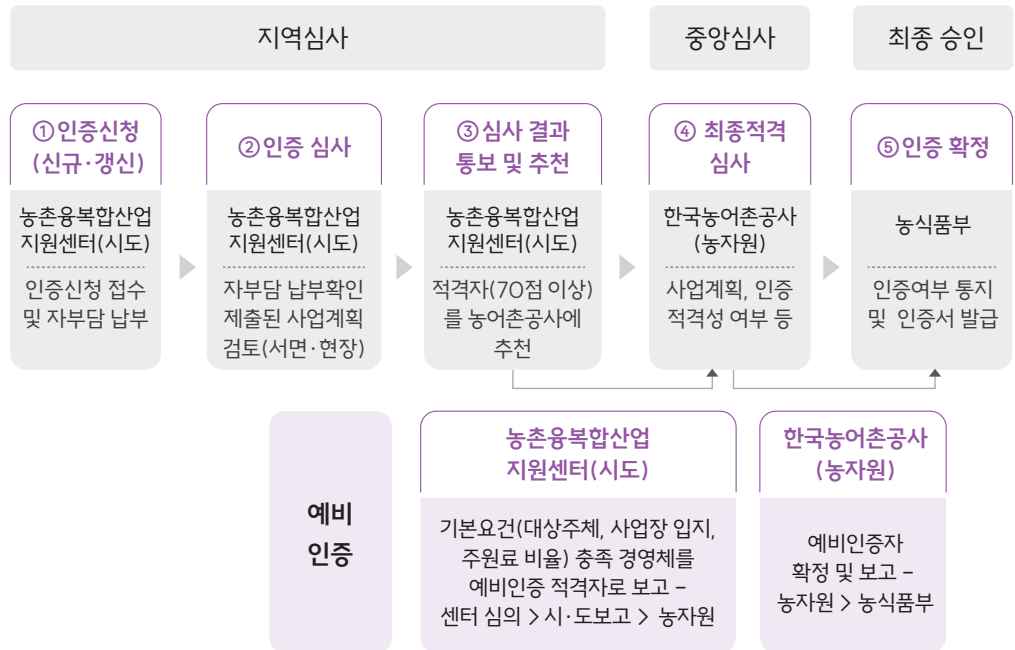 지역심사
중앙심사
최종 승인
①인증신청
(신규·갱신)
농촌융복합산업
지원센터(시도)
인증신청 접수
및 자부담 납부
②인증 심사
농촌융복합산업
지원센터(시도)
자부담 납부확인
제출된 사업계획
검토(서면·현장)
③심사 결과
통보 및 추천
농촌융복합산업
지원센터(시도)
적격자(70점 이상)
를 농어촌공사에
추천
④ 최종적격
심사
한국농어촌공사
(농자원)
사업계획, 인증
적격성 여부 등
⑤인증 확정
농식품부
인증여부 통지
및 인증서 발급
예비
인증
농촌융복합산업
지원센터(시도)
기본요건(대상주체, 사업장 입지,
주원료 비율) 충족 경영체를
예비인증 적격자로 보고 –
센터 심의 > 시·도보고 > 농자원
한국농어촌공사
(농자원)
예비인증자
확정 및 보고 –
농자원 > 농식품부